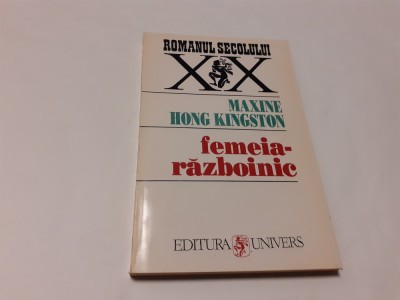 ROMANUL SECOLULUI
XX
MAXINE
HONG KINGSTON
femeia-
războinic
EDITURA UNIVERS